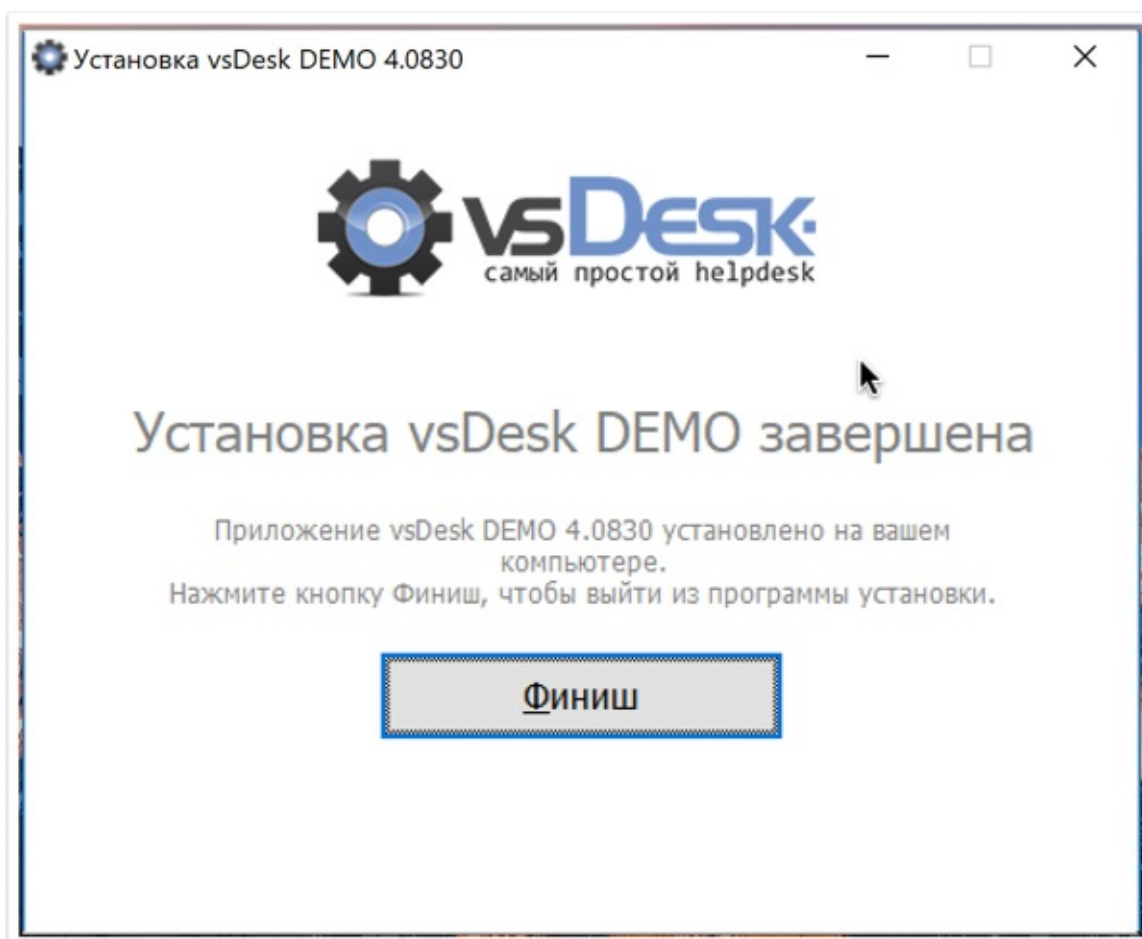 Установка vsDesk DEMO 4.0830
vsDesk
самый простой helpdesk
Установка vsDesk DEMO завершена
Приложение vsDesk DEMO 4.0830 установлено на вашем
компьютере.
Нажмите кнопку Финиш, чтобы выйти из программы установки.
Финиш